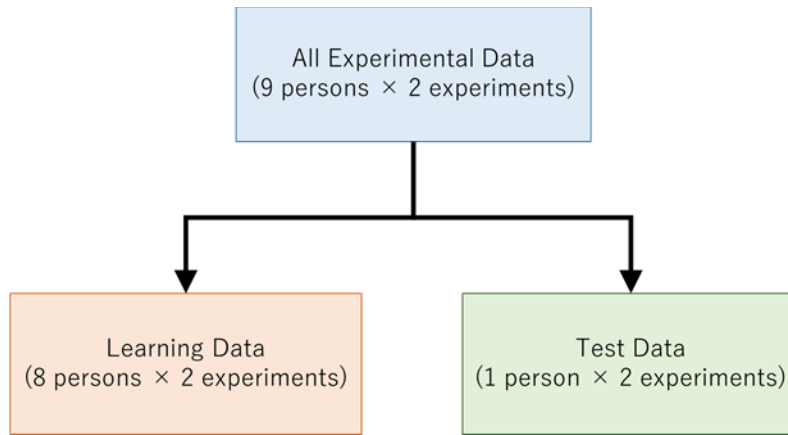 All Experimental Data
(9 persons × 2 experiments)
Learning Data
(8 persons × 2 experiments)
Test Data
(1 person × 2 experiments)